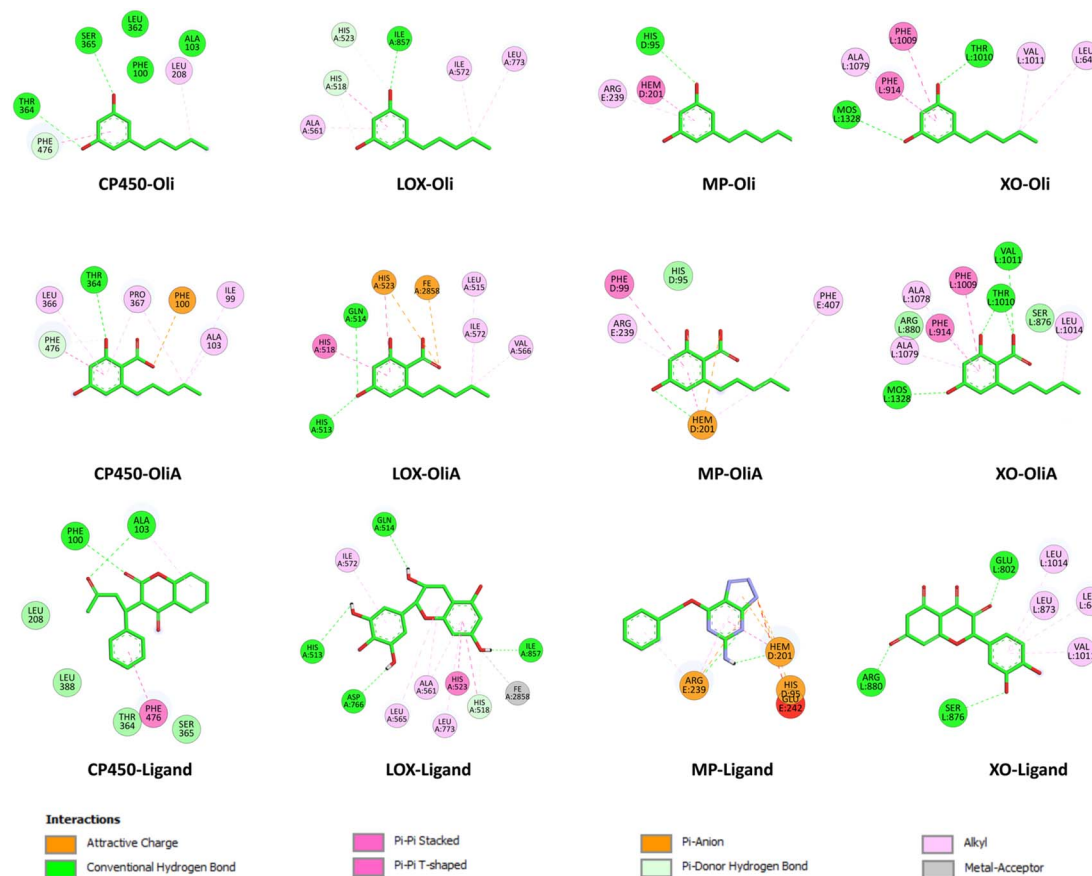 SER
365
LEU
362
ALA
103
PHE
100
LEU
208
THR
364
PHE
476
CP450-Oli
HIS
A:523
ILE
A:857
ILE
A:572
LEU
A:773
HIS
A:518
ALA
A:561
LOX-Oli
HIS
D:95
ARG
E:239
HEM
D:201
MP-Oli
PHE
L:1009
THR
L:1010
VAL
L:1011
ALA
L:1079
PHE
L:914
MOS
L:1328
XO-Oli
THR
364
LEU
366
PRO
367
PHE
100
ILE
99
PHE
476
ALA
103
CP450-OliA
HIS
A:523
FE
A:2858
LEU
A:515
GLN
A:514
ILE
A:572
HIS
A:518
VAL
A:566
HIS
A:513
LOX-OliA
PHE
D:99
HIS
D:95
ARG
E:239
PHE
E:407
HEM
D:201
MP-OliA
VAL
L:1011
PHE
L:1009
ALA
L:1078
THR
L:1010
ARG
L:880
PHE
L:914
SER
L:876
LEU
L:1014
ALA
L:1079
MOS
L:1328
XO-OliA
PHE
100
ALA
103
LEU
208
LEU
388
THR
364
PHE
476
SER
365
CP450-Ligand
GLN
A:514
ILE
A:572
HIS
A:513
ASP
A:766
LEU
A:565
ALA
A:561
LEU
A:773
HIS
A:523
HIS
A:518
FE
A:2858
ILE
A:857
LOX-Ligand
HEM
D:201
ARG
E:239
HIS
D:95
GLU
E:242
MP-Ligand
GLU
L:802
LEU
L:1014
LEU
L:873
ARG
L:880
SER
L:876
VAL
XO-Ligand
Interactions
Attractive Charge
Conventional Hydrogen Bond
Pi-Pi Stacked
Pi-Pi T-shaped
Pi-Anion
Pi-Donor Hydrogen Bond
Alkyl
Metal-Acceptor